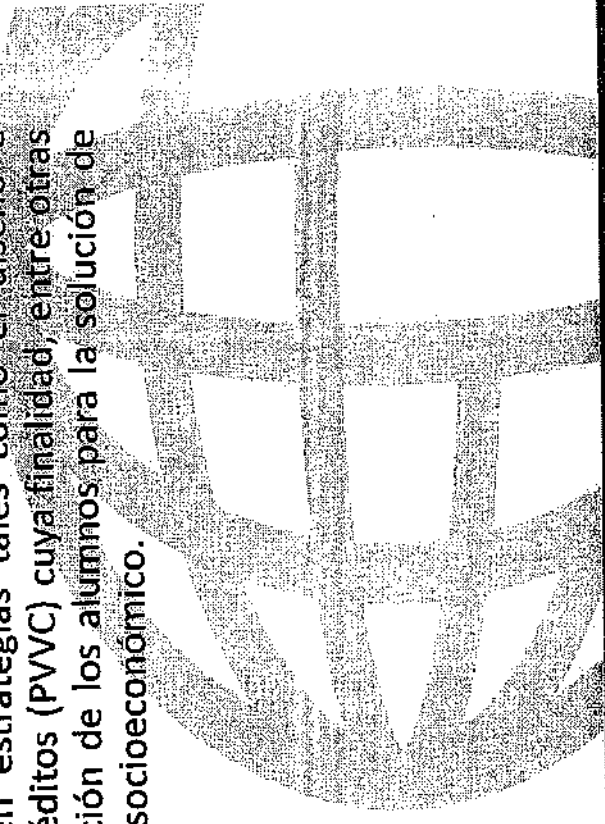 estrategias tales como el diseño e
éditos (PVVC) cuya finalidad, entre otras
ción de los alumnos para la solución de
socioeconómico.